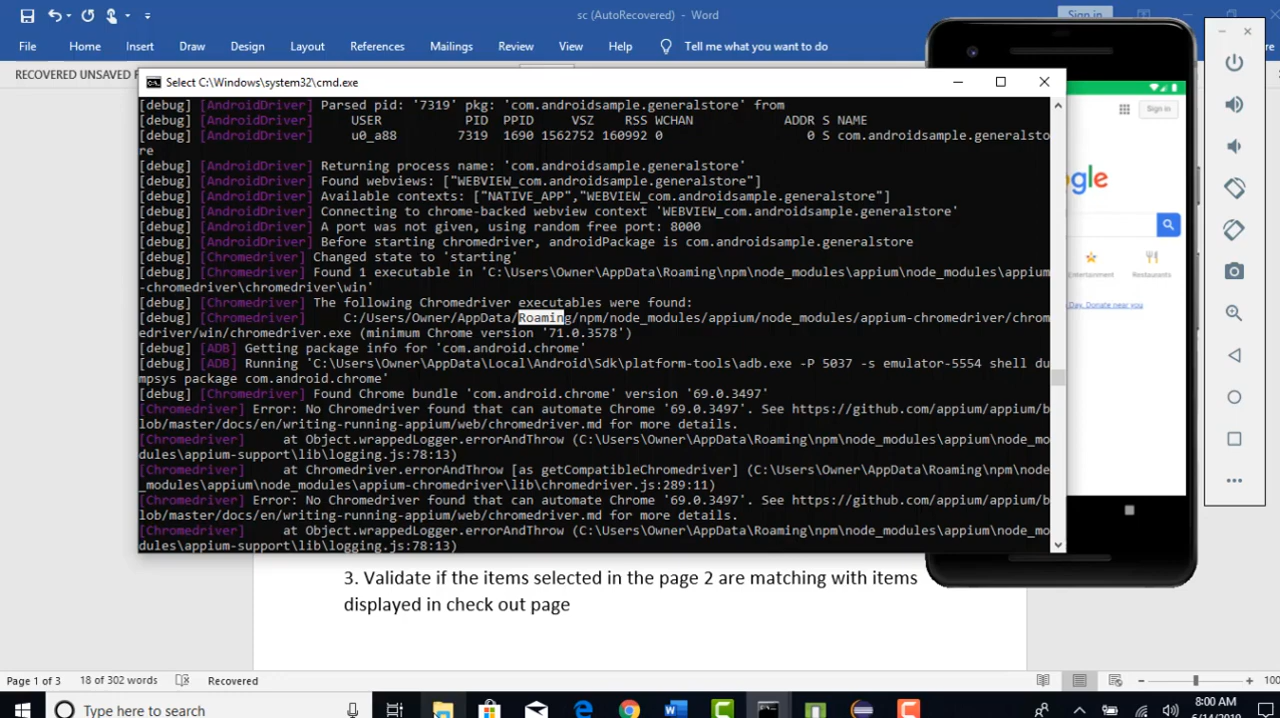 sc (AutoRecovered) - Word
Sign in
File Home Insert Draw Design Layout References Mailings Review View Help Tell me what you want to do
RECOVERED UNSAVED
Select C:\Windows\system32\cmd.exe
[debug] [AndroidDriver] Parsed pid: '7319' pkg: 'com.androidsample.generalstore' from
[debug] [AndroidDriver] USER PID PPID VSZ RSS WCHAN ADDR S NAME
[debug] [AndroidDriver] u0_a88 7319 1690 1562752 160992 0 0 S com.androidsample.generalsto
re
[debug] [AndroidDriver] Returning process name: 'com.androidsample.generalstore'
[debug] [AndroidDriver] Found webviews: ["WEBVIEW_com.androidsample.generalstore"]
[debug] [AndroidDriver] Available contexts: ["NATIVE_APP","WEBVIEW_com.androidsample.generalstore"]
[debug] [AndroidDriver] Connecting to chrome-backed webview context 'WEBVIEW_com.androidsample.generalstore'
[debug] [AndroidDriver] A port was not given, using random free port: 8000
[debug] [AndroidDriver] Before starting chromedriver, androidPackage is com.androidsample.generalstore
[debug] [Chromedriver] Changed state to 'starting'
[debug] [Chromedriver] Found 1 executable in 'C:\Users\Owner\AppData\Roaming\npm\node_modules\appium\node_modules\appium
-chromedriver\chromedriver\win'
[debug] [Chromedriver] The following Chromedriver executables were found:
[debug] [Chromedriver] C:/Users/Owner/AppData/Roaming/npm/node_modules/appium/node_modules/appium-chromedriver/chrom
edriver/win/chromedriver.exe (minimum Chrome version '71.0.3578')
[debug] [ADB] Getting package info for 'com.android.chrome'
[debug] [ADB] Running 'C:\Users\Owner\AppData\Local\Android\Sdk\platform-tools\adb.exe -P 5037 -s emulator-5554 shell du
mpsys package com.android.chrome'
[debug] [Chromedriver] Found Chrome bundle 'com.android.chrome' version '69.0.3497'
[Chromedriver] Error: No Chromedriver found that can automate Chrome '69.0.3497'. See https://github.com/appium/appium/b
lob/master/docs/en/writing-running-appium/web/chromedriver.md for more details.
[Chromedriver] at Object.wrappedLogger.errorAndThrow (C:\Users\Owner\AppData\Roaming\npm\node_modules\appium\node_mo
dules\appium-support\lib\logging.js:78:13)
[Chromedriver] at Chromedriver.errorAndThrow [as getCompatibleChromedriver] (C:\Users\Owner\AppData\Roaming\npm\node
_modules\appium\node_modules\appium-chromedriver\lib\chromedriver.js:289:11)
[Chromedriver] Error: No Chromedriver found that can automate Chrome '69.0.3497'. See https://github.com/appium/appium/b
lob/master/docs/en/writing-running-appium/web/chromedriver.md for more details.
[Chromedriver] at Object.wrappedLogger.errorAndThrow (C:\Users\Owner\AppData\Roaming\npm\node_modules\appium\node_mo
dules\appium-support\lib\logging.js:78:13)
Sign in
gle
Entertainment Restaurants
Day. Donate near you
3. Validate if the items selected in the page 2 are matching with items
displayed in check out page
Page 1 of 3 18 of 302 words Recovered 100
Type here to search
8:00 AM